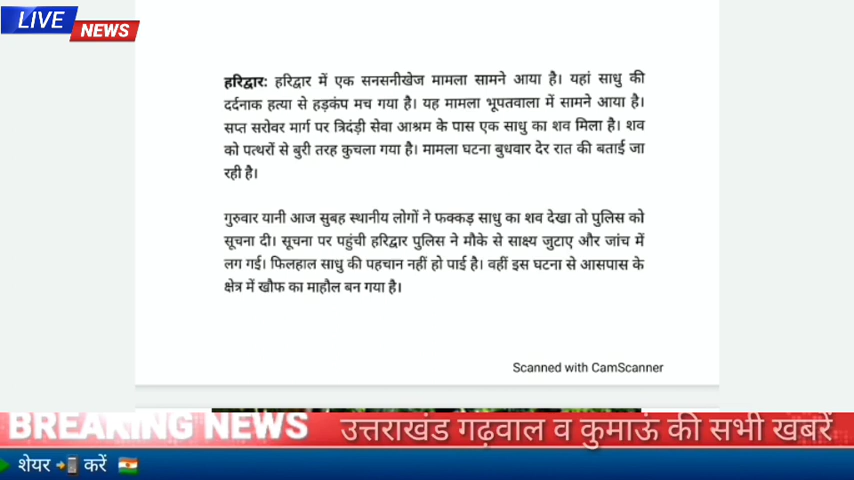 LIVE
NEWS
हरिद्वारः हरिद्वार में एक सनसनीखेज मामला सामने आया है। यहां साधु की
दर्दनाक हत्या से हड़कंप मच गया है। यह मामला भूपतवाला में सामने आया है।
सप्त सरोवर मार्ग पर त्रिदंड़ी सेवा आश्रम के पास एक साधु का शव मिला है। शव
को पत्थरों से बुरी तरह कुचला गया है। मामला घटना बुधवार देर रात की बताई जा
रही है।
गुरुवार यानी आज सुबह स्थानीय लोगों ने फक्कड़ साधु का शव देखा तो पुलिस को
सूचना दी। सूचना पर पहुंची हरिद्वार पुलिस ने मौके से साक्ष्य जुटाए और जांच में
लग गई। फिलहाल साधु की पहचान नहीं हो पाई है। वहीं इस घटना से आसपास के
क्षेत्र में खौफ का माहौल बन गया है।
Scanned with CamScanner
BREAKING NEWS
उत्तराखंड गढ़वाल व कुमाऊं की सभी खबरें
शेयर 📲 करें 🇮🇳